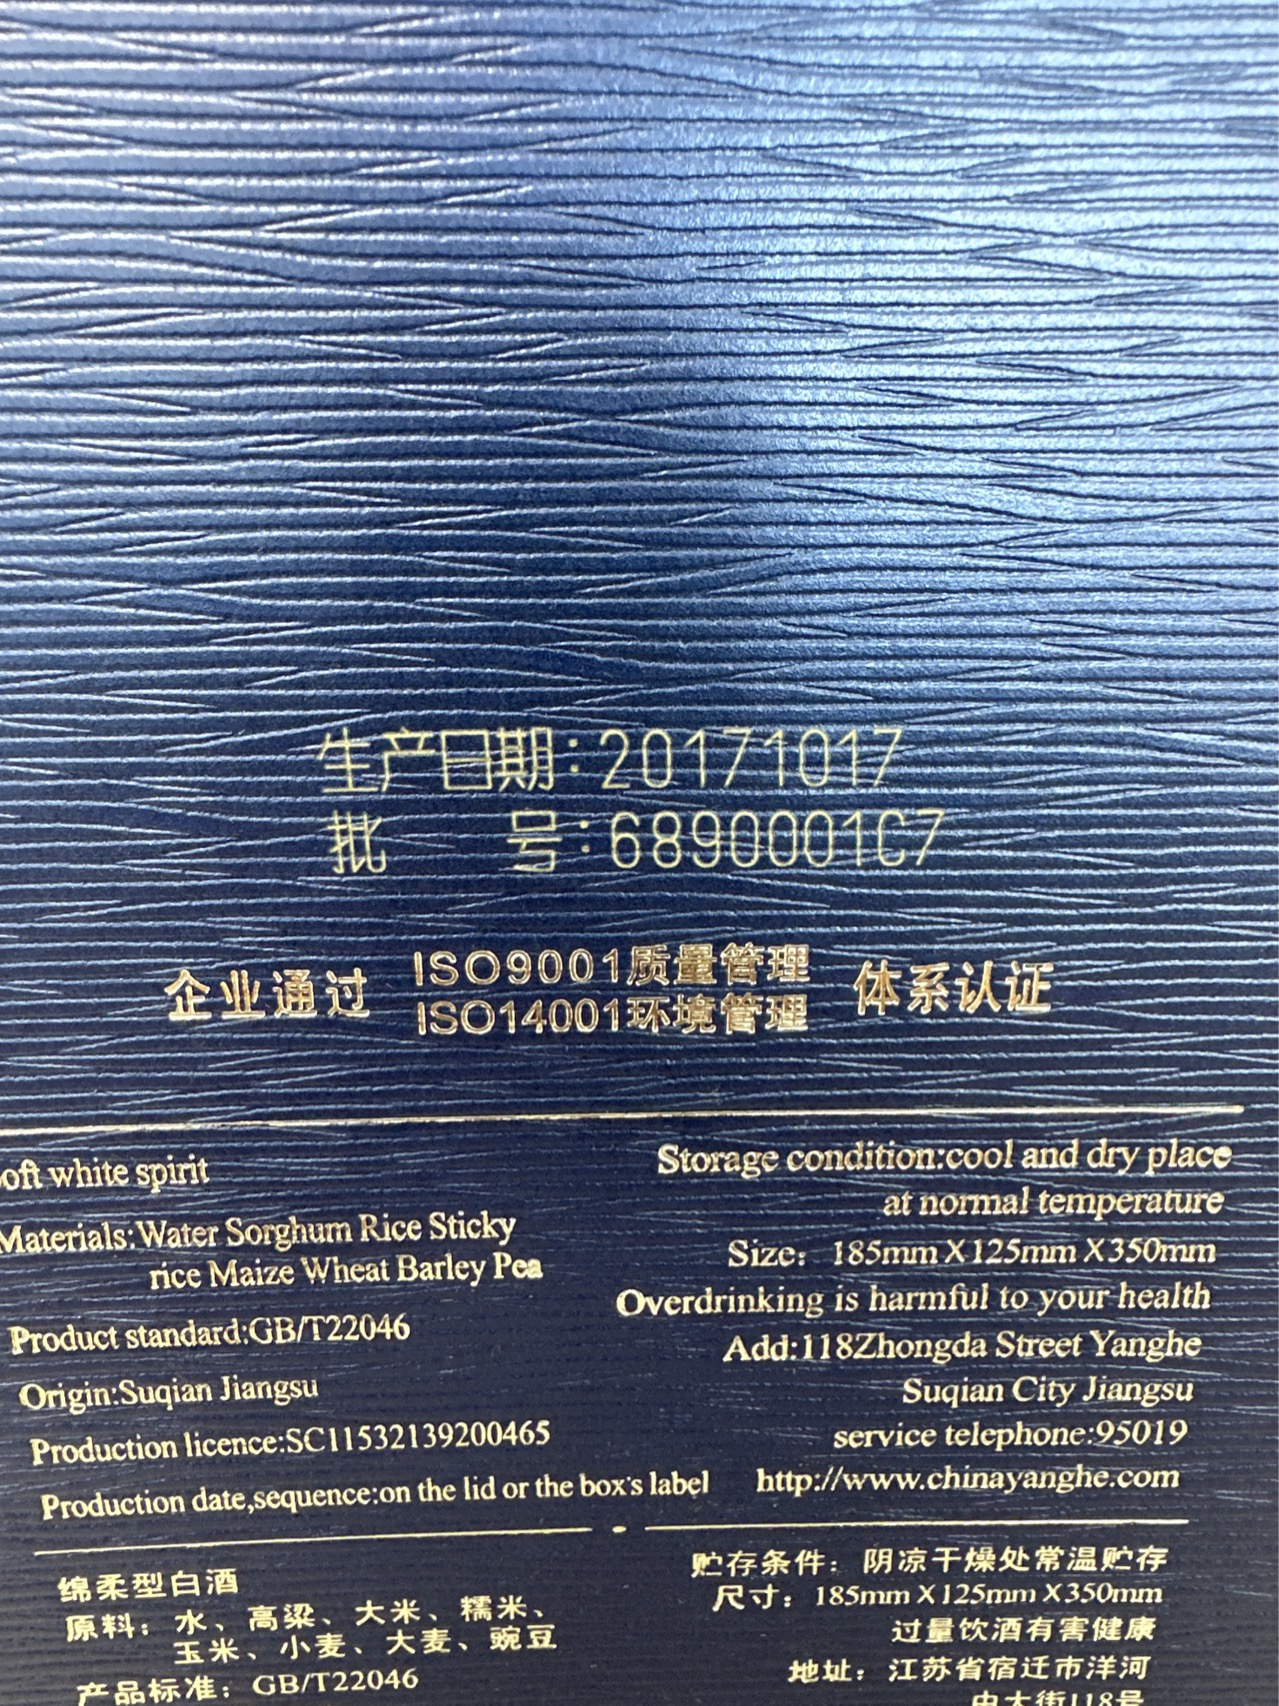 生产日期:20171017
批 号:6890001C7
企业通过 ISO9001质量管理 体系认证
ISO14001环境管理
oft white spirit
Materials:Water Sorghum Rice Sticky
rice Maize Wheat Barley Pea
Product standard:GB/T22046
Origin:Suqian Jiangsu
Production licence:SC11532139200465
Production date,sequence:on the lid or the box's label
Storage condition:cool and dry place
at normal temperature
Size: 185mm X 125mm X 350mm
Overdrinking is harmful to your health
Add:118Zhongda Street Yanghe
Suqian City Jiangsu
service telephone:95019
http://www.chinayanghe.com
绵柔型白酒
原料：水、高粱、大米、糯米、
玉米、小麦、大麦、豌豆
产品标准：GB/T22046
贮存条件：阴凉干燥处常温贮存
尺寸：185mm X 125mm X 350mm
过量饮酒有害健康
地址：江苏省宿迁市洋河
中大街118号